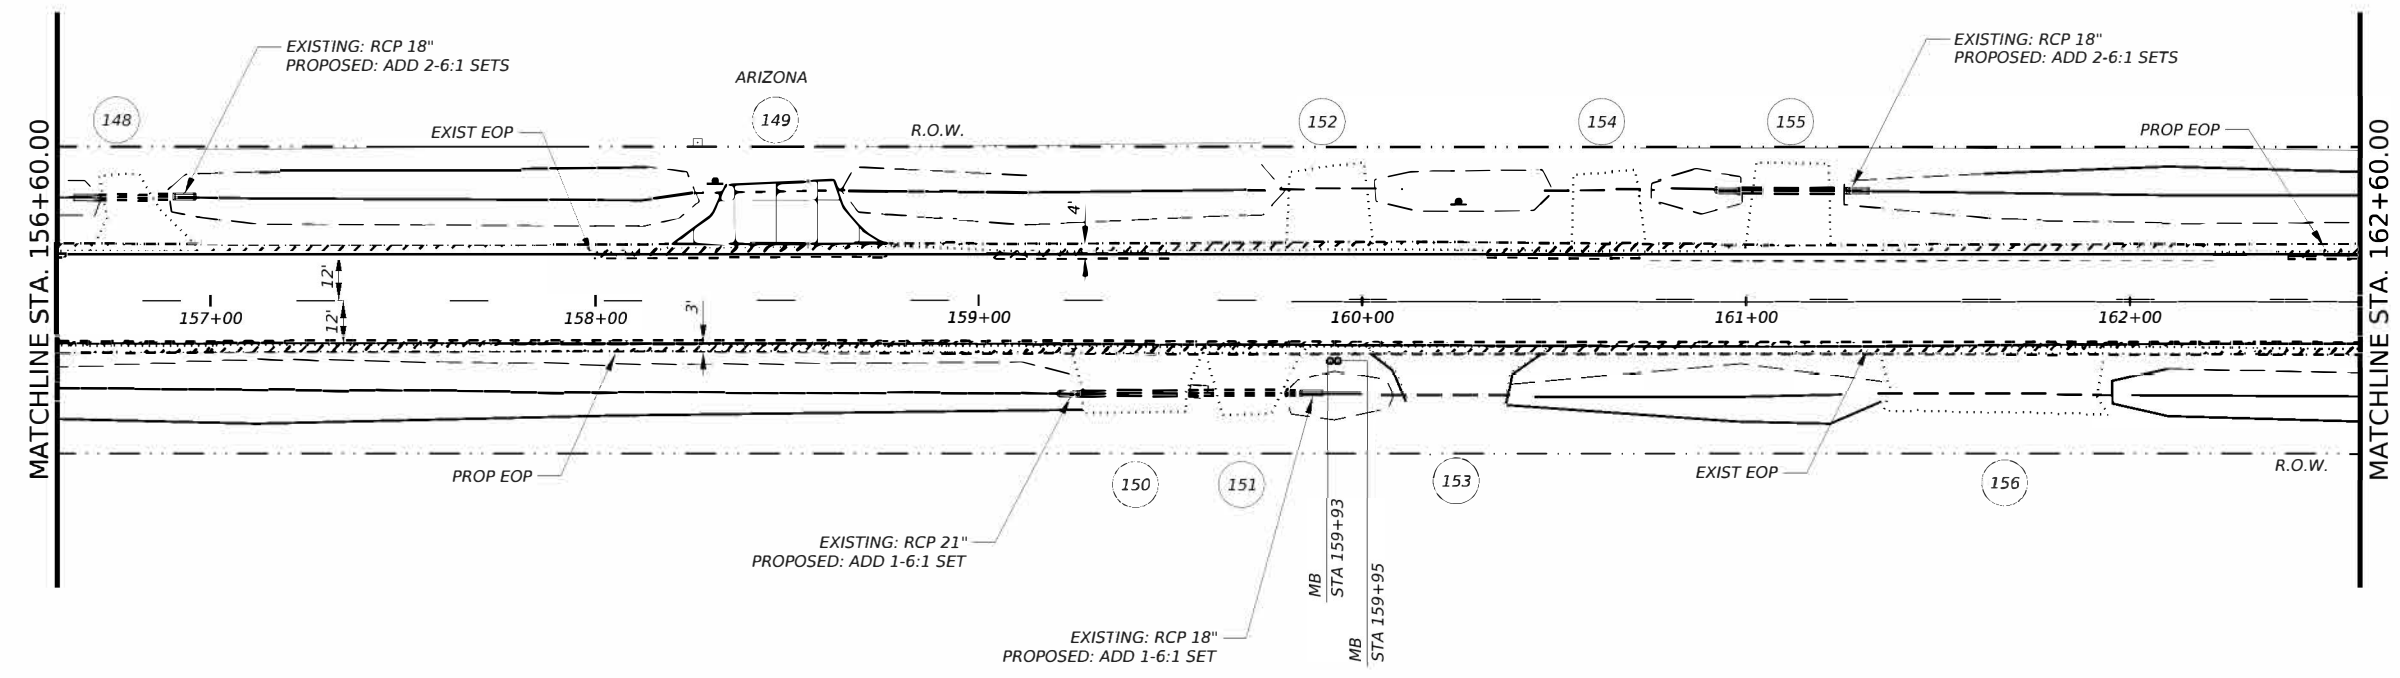 EXISTING: RCP 18"
PROPOSED: ADD 2-6:1 SETS
EXISTING: RCP 18"
PROPOSED: ADD 2-6:1 SETS
ARIZONA
148
149
152
154
155
EXIST EOP
R.O.W.
PROP EOP
MATCHLINE STA. 156+60.00
MATCHLINE STA. 162+60.00
4'
12'
12'
3'
157+00
158+00
159+00
160+00
161+00
162+00
PROP EOP
EXIST EOP
R.O.W.
150
151
153
156
EXISTING: RCP 21"
PROPOSED: ADD 1-6:1 SET
MB
STA 159+93
MB
STA 159+95
EXISTING: RCP 18"
PROPOSED: ADD 1-6:1 SET